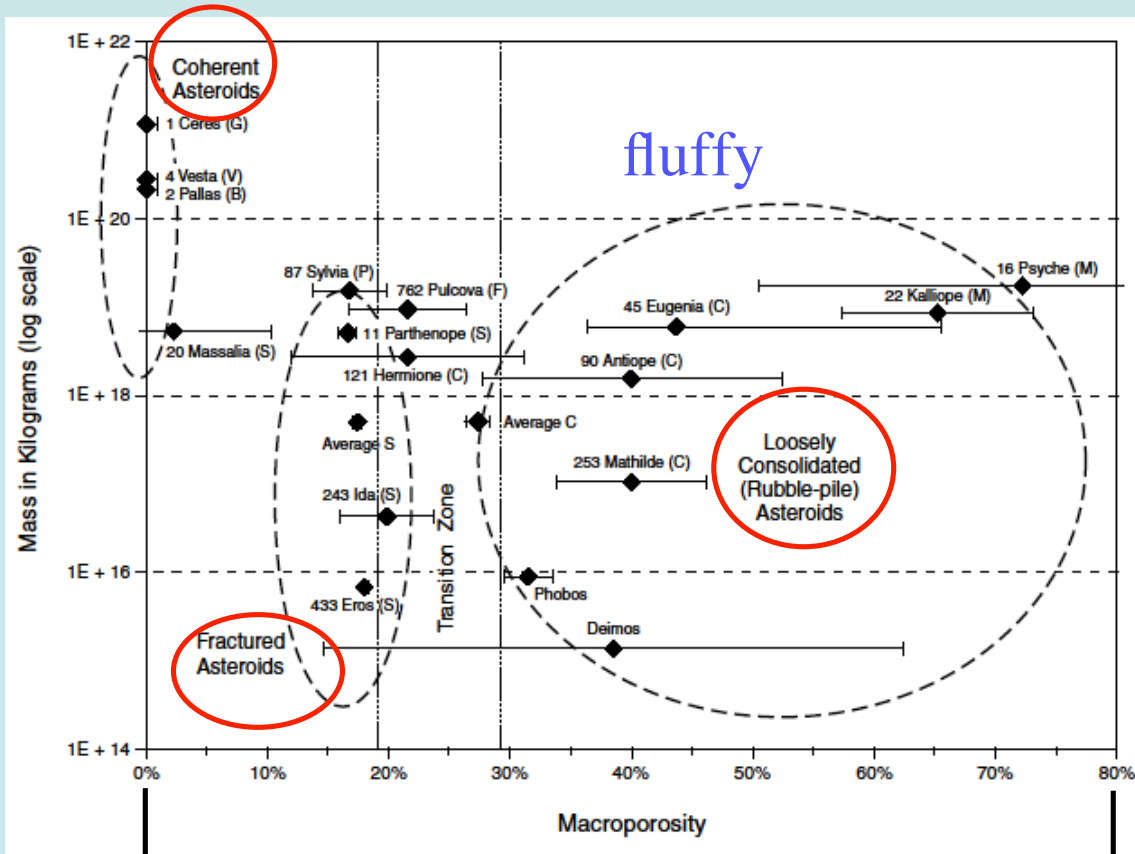 1E + 22
Coherent
Asteroids
1 Ceres (G)
fluffy
4 Vesta (V)
2 Pallas (B)
1E + 20
87 Sylvia (P)
762 Pulcova (F)
16 Psyche (M)
22 Kalliope (M)
45 Eugenia (C)
11 Parthenope (S)
20 Massalia (S)
90 Antiope (C)
121 Hermione (C)
1E + 18
Average S
Average C
Loosely
Consolidated
(Rubble-pile)
Asteroids
253 Mathilde (C)
243 Ida (S)
Transition Zone
1E + 16
433 Eros (S)
Phobos
Deimos
Fractured
Asteroids
1E + 14
Mass in Kilograms (log scale)
0% 10% 20% 30% 40% 50% 60% 70% 80%
Macroporosity